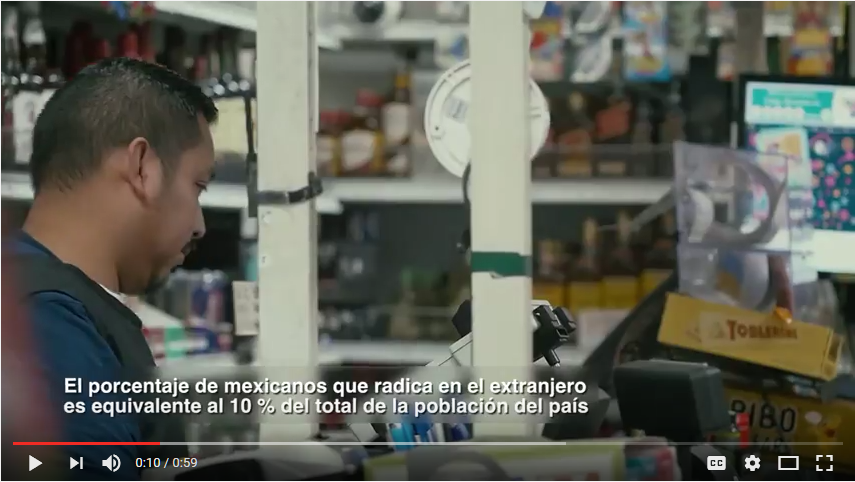 TOBLERONE
El porcentaje de mexicanos que radica en el extranjero
es equivalente al 10 % del total de la población del país
0:10 / 0:59
CC